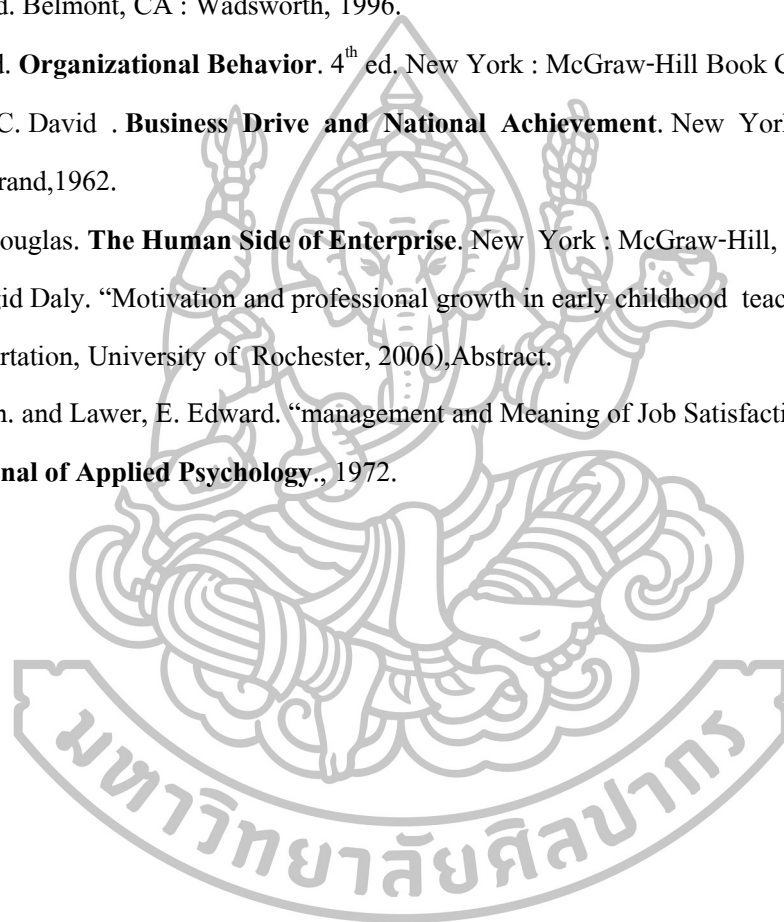 d. Belmont, CA : Wadsworth, 1996.
d. Organizational Behavior. 4th ed. New York : McGraw-Hill Book C
C. David . Business Drive and National Achievement. New York
rand,1962.
ouglas. The Human Side of Enterprise. New York : McGraw-Hill,
gid Daly. “Motivation and professional growth in early childhood teac
rtation, University of Rochester, 2006),Abstract.
n. and Lawer, E. Edward. “management and Meaning of Job Satisfacti
nal of Applied Psychology., 1972.
มหาวิทยาลัยศิลปากร